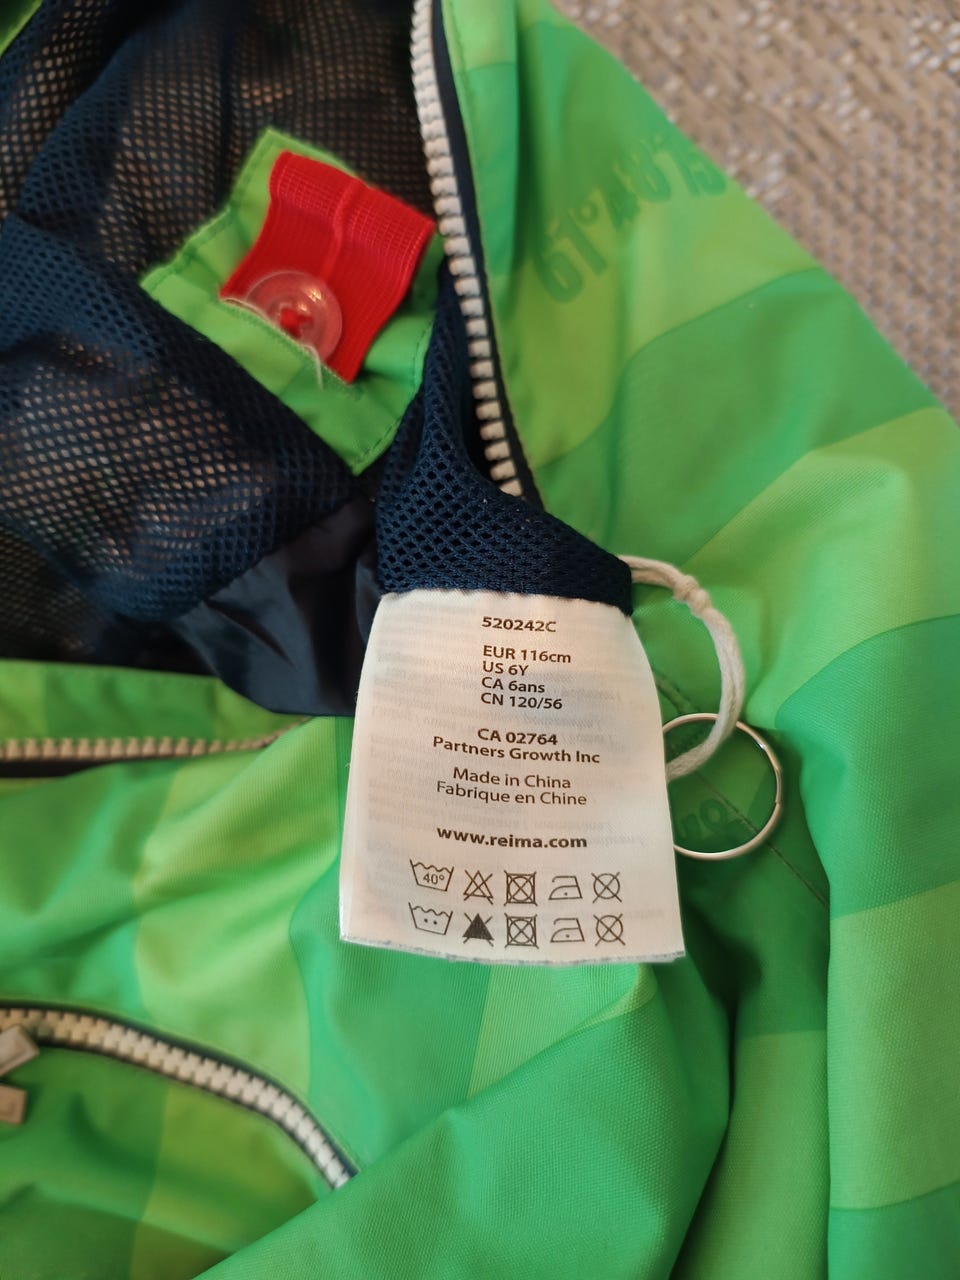 520242C
EUR 116cm
US 6Y
CA 6ans
CN 120/56
CA 02764
Partners Growth Inc
Made in China
Fabrique en Chine
www.reima.com
40°